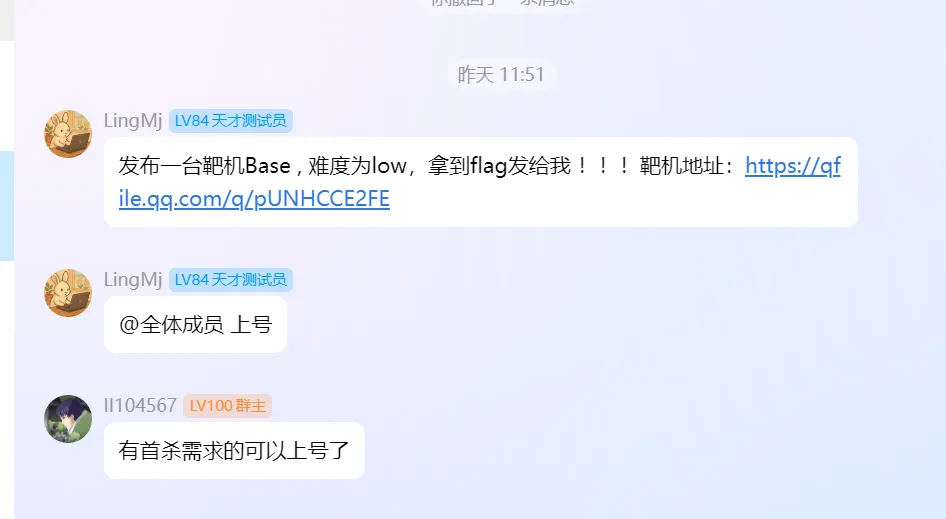 昨天 11:51
LingMj LV84 天才测试员
发布一台靶机Base , 难度为low，拿到flag发给我！！！靶机地址：https://qf
ile.qq.com/q/pUNHCCE2FE
LingMj LV84 天才测试员
@全体成员 上号
ll104567 LV100 群主
有首杀需求的可以上号了